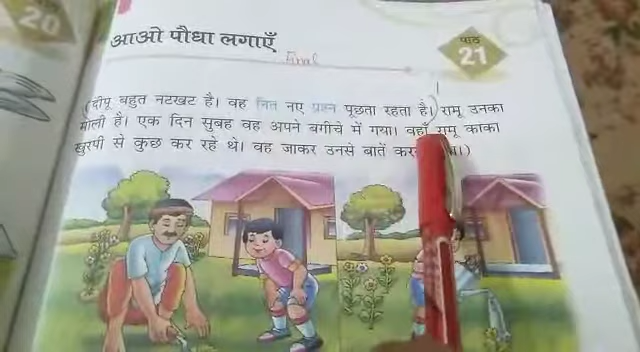 20
पाठ
21
आओ पौधा लगाएँ
Final
(दीपू बहुत नटखट है। वह नित नए प्रश्न पूछता रहता है। रामू उनका
माली है। एक दिन सुबह वह अपने बगीचे में गया। वहाँ रामू काका
खुरपी से कुछ कर रहे थे। वह जाकर उनसे बातें